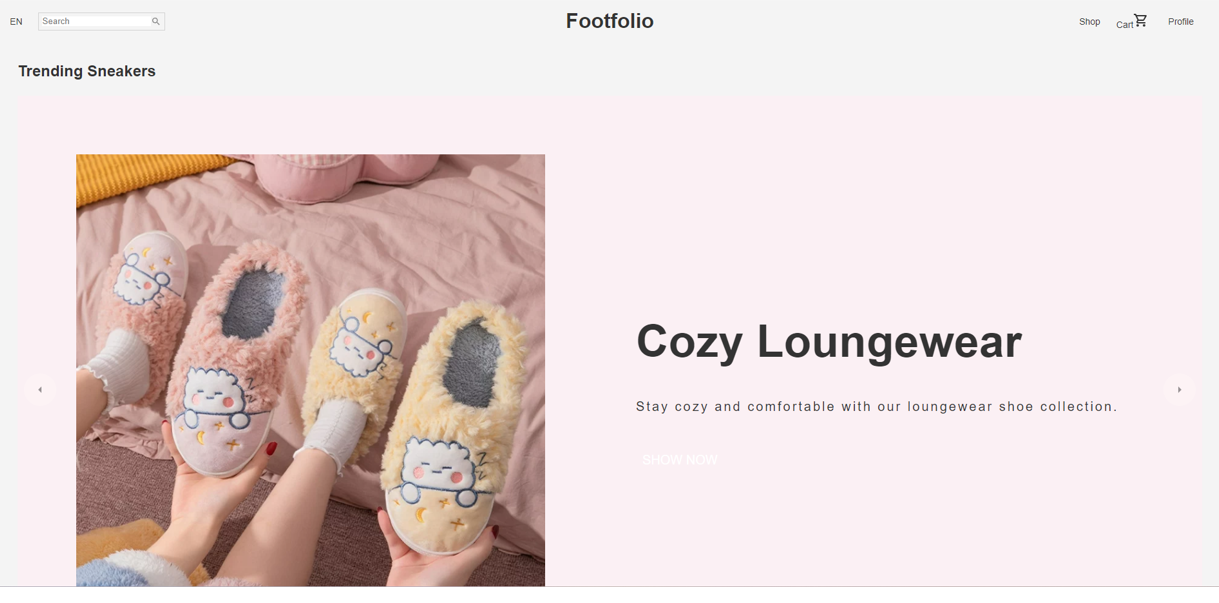 EN
Search
Footfolio
Shop
Cart
Profile
Trending Sneakers
Cozy Loungewear
Stay cozy and comfortable with our loungewear shoe collection.
SHOW NOW